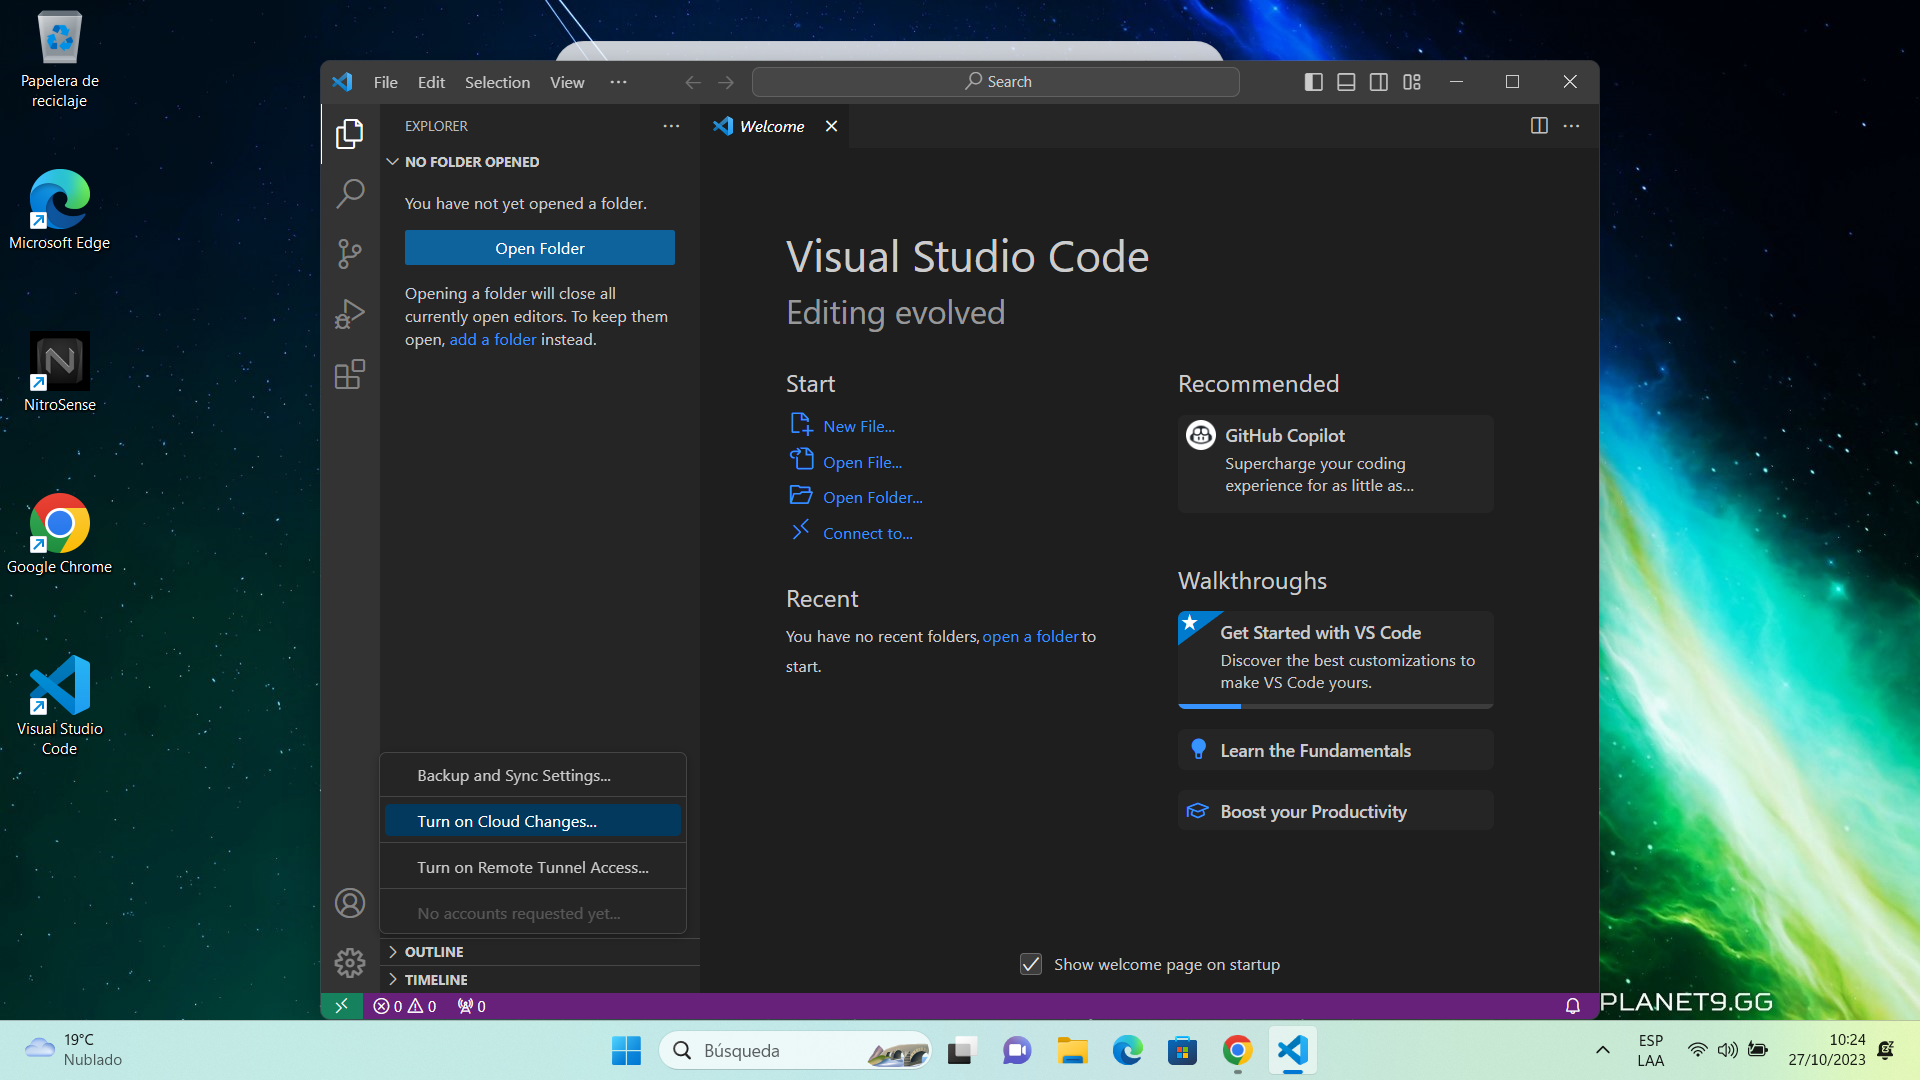 Papelera de
reciclaje
Microsoft Edge
NitroSense
Google Chrome
Visual Studio
Code
File Edit Selection View
Search
EXPLORER
NO FOLDER OPENED
You have not yet opened a folder.
Open Folder
Opening a folder will close all
currently open editors. To keep them
open, add a folder instead.
Backup and Sync Settings...
Turn on Cloud Changes...
Turn on Remote Tunnel Access...
No accounts requested yet...
OUTLINE
TIMELINE
Welcome
Visual Studio Code
Editing evolved
Start
New File...
Open File...
Open Folder...
Connect to...
Recent
You have no recent folders, open a folder to
start.
Recommended
GitHub Copilot
Supercharge your coding
experience for as little as...
Walkthroughs
Get Started with VS Code
Discover the best customizations to
make VS Code yours.
Learn the Fundamentals
Boost your Productivity
Show welcome page on startup
0 0 0
PLANET9.GG
19°C
Nublado
Búsqueda
ESP
LAA
10:24
27/10/2023